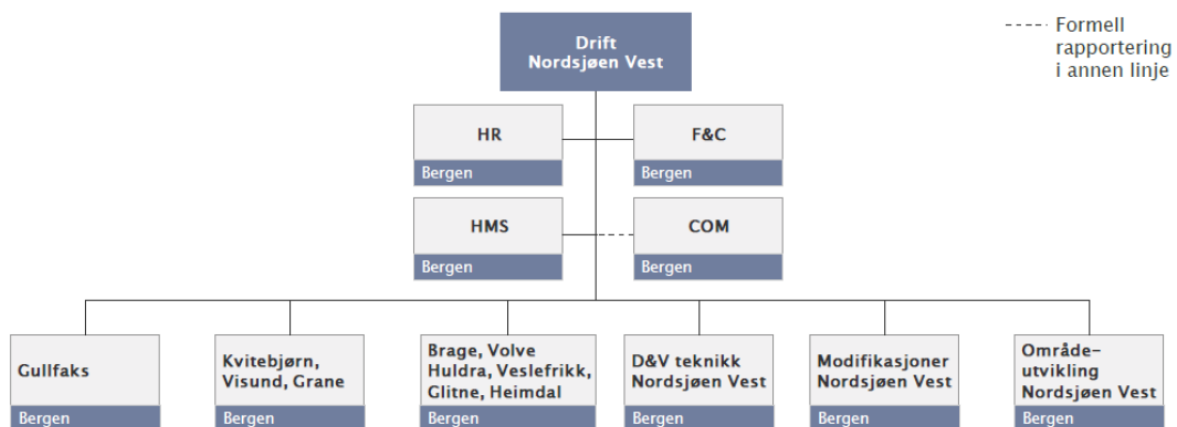 Drift
Nordsjøen Vest
---- Formell
rapportering
i annen linje
HR
Bergen
F&C
Bergen
HMS
Bergen
COM
Bergen
Gullfaks
Bergen
Kvitebjørn,
Visund, Grane
Bergen
Brage, Volve
Huldra, Veslefrikk,
Glitne, Heimdal
Bergen
D&V teknikk
Nordsjøen Vest
Bergen
Modifikasjoner
Nordsjøen Vest
Bergen
Område-
utvikling
Nordsjøen Vest
Bergen